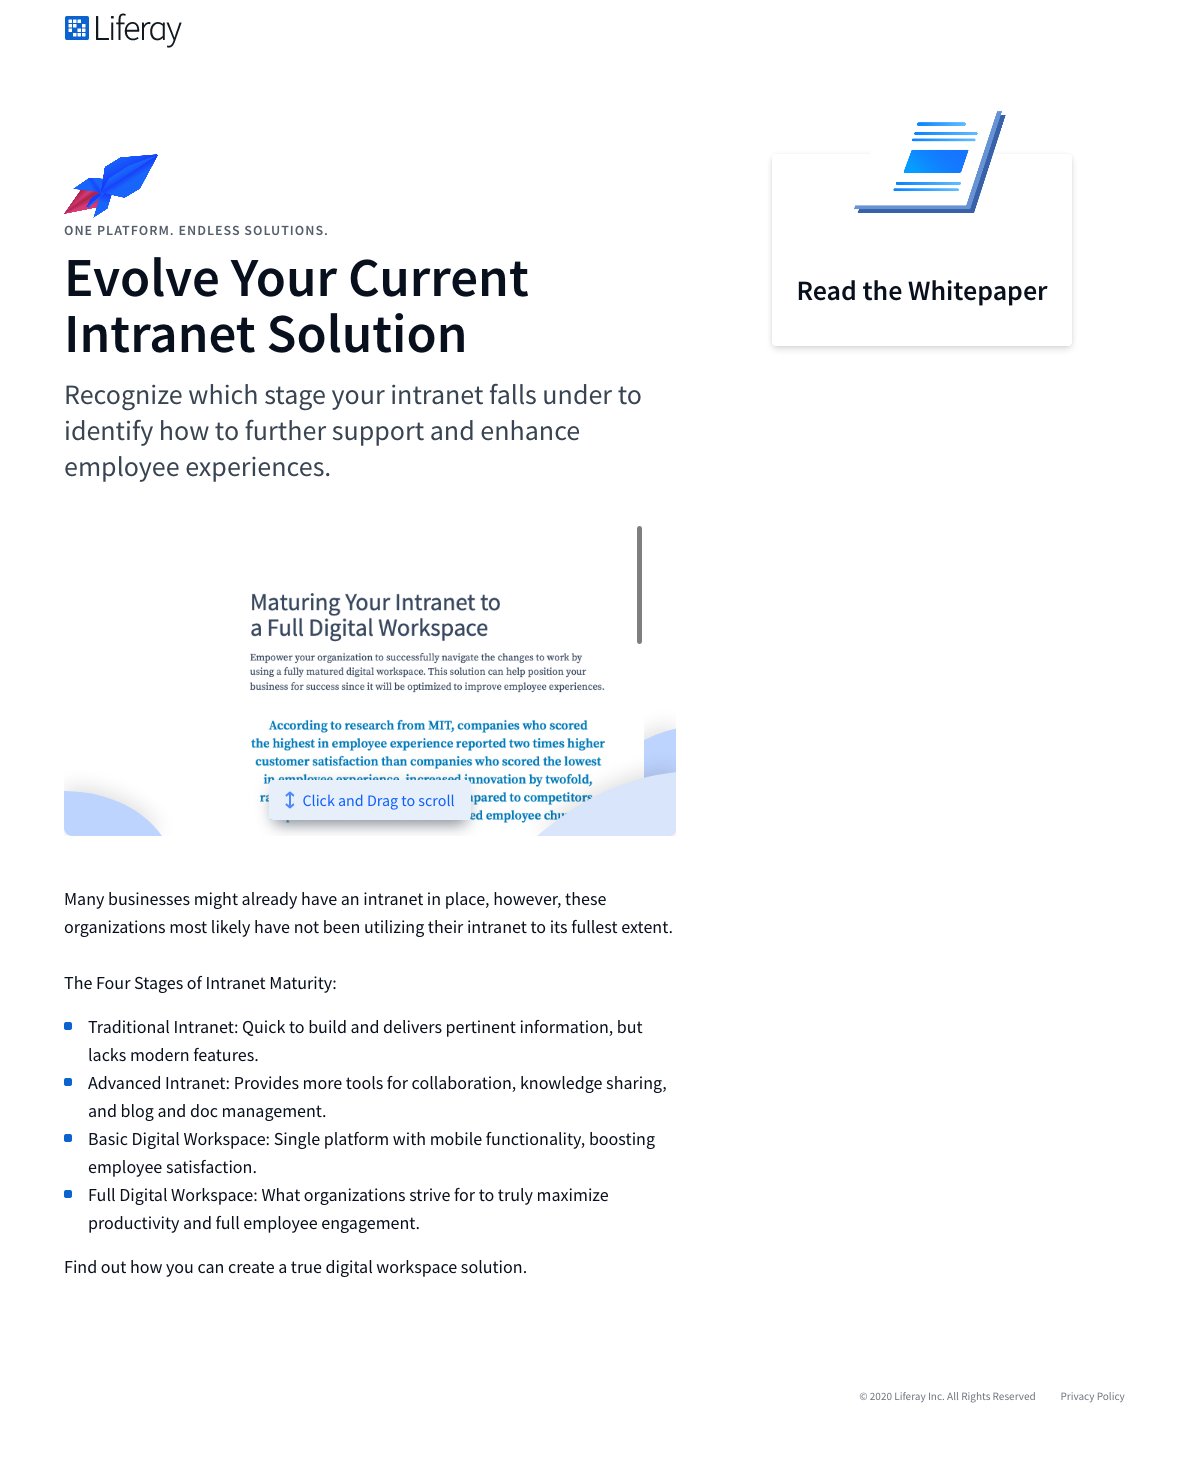 Liferay
ONE PLATFORM. ENDLESS SOLUTIONS.
Evolve Your Current
Intranet Solution
Recognize which stage your intranet falls under to
identify how to further support and enhance
employee experiences.
Read the Whitepaper
Maturing Your Intranet to
a Full Digital Workspace
Empower your organization to successfully navigate the changes to work by
using a fully matured digital workspace. This solution can help position your
business for success since it will be optimized to improve employee experiences.
According to research from MIT, companies who scored
the highest in employee experience reported two times higher
customer satisfaction than companies who scored the lowest
in employee experience, increased innovation by twofold,
compared to competitors
employee
Click and Drag to scroll
Many businesses might already have an intranet in place, however, these
organizations most likely have not been utilizing their intranet to its fullest extent.
The Four Stages of Intranet Maturity:
Traditional Intranet: Quick to build and delivers pertinent information, but
lacks modern features.
Advanced Intranet: Provides more tools for collaboration, knowledge sharing,
and blog and doc management.
Basic Digital Workspace: Single platform with mobile functionality, boosting
employee satisfaction.
Full Digital Workspace: What organizations strive for to truly maximize
productivity and full employee engagement.
Find out how you can create a true digital workspace solution.
© 2020 Liferay Inc. All Rights Reserved Privacy Policy